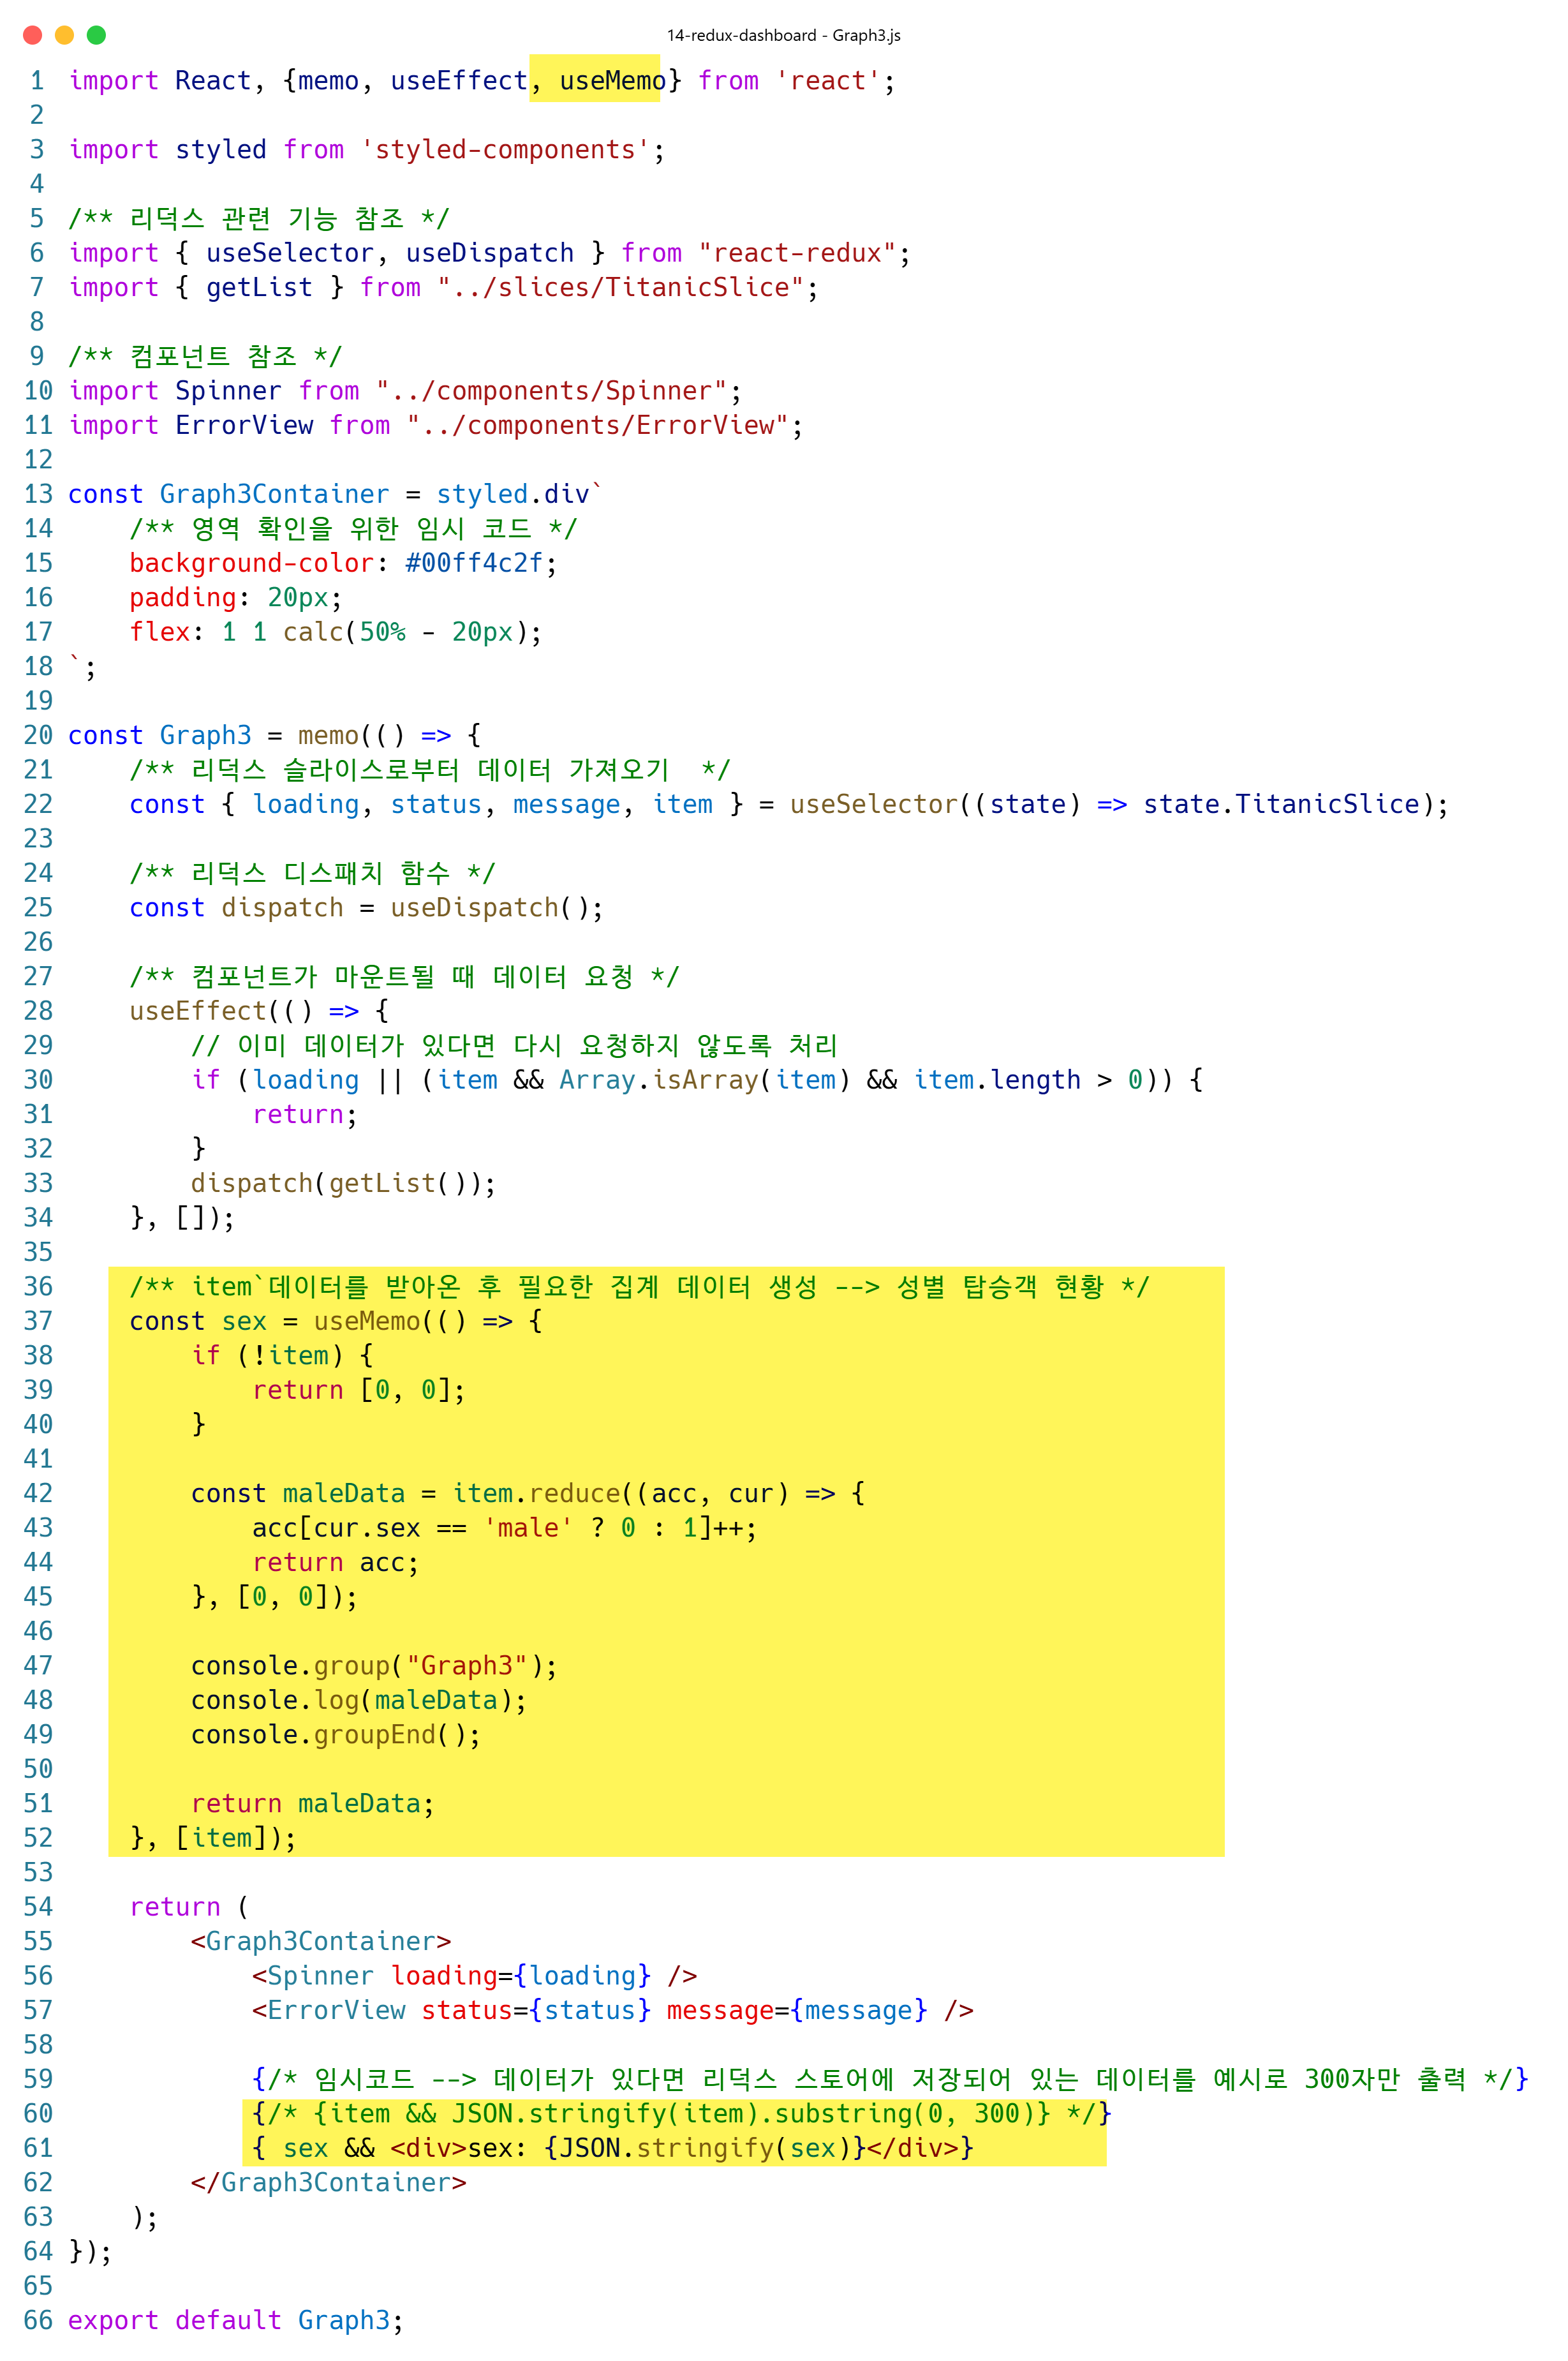 14-redux-dashboard - Graph3.js
1 import React, {memo, useEffect, useMemo} from 'react';
2
3 import styled from 'styled-components';
4
5 /** 리덕스 관련 기능 참조 */
6 import { useSelector, useDispatch } from "react-redux";
7 import { getList } from "../slices/TitanicSlice";
8
9 /** 컴포넌트 참조 */
10 import Spinner from "../components/Spinner";
11 import ErrorView from "../components/ErrorView";
12
13 const Graph3Container = styled.div`
14     /** 영역 확인을 위한 임시 코드 */
15     background-color: #00ff4c2f;
16     padding: 20px;
17     flex: 1 1 calc(50% - 20px);
18 `;
19
20 const Graph3 = memo(() => {
21     /** 리덕스 슬라이스로부터 데이터 가져오기  */
22     const { loading, status, message, item } = useSelector((state) => state.TitanicSlice);
23
24     /** 리덕스 디스패치 함수 */
25     const dispatch = useDispatch();
26
27     /** 컴포넌트가 마운트될 때 데이터 요청 */
28     useEffect(() => {
29         // 이미 데이터가 있다면 다시 요청하지 않도록 처리
30         if (loading || (item && Array.isArray(item) && item.length > 0)) {
31             return;
32         }
33         dispatch(getList());
34     }, []);
35
36     /** item`데이터를 받아온 후 필요한 집계 데이터 생성 --> 성별 탑승객 현황 */
37     const sex = useMemo(() => {
38         if (!item) {
39             return [0, 0];
40         }
41
42         const maleData = item.reduce((acc, cur) => {
43             acc[cur.sex == 'male' ? 0 : 1]++;
44             return acc;
45         }, [0, 0]);
46
47         console.group("Graph3");
48         console.log(maleData);
49         console.groupEnd();
50
51         return maleData;
52     }, [item]);
53
54     return (
55         <Graph3Container>
56             <Spinner loading={loading} />
57             <ErrorView status={status} message={message} />
58
59             {/* 임시코드 --> 데이터가 있다면 리덕스 스토어에 저장되어 있는 데이터를 예시로 300자만 출력 */}
60             {/* {item && JSON.stringify(item).substring(0, 300)} */}
61             { sex && <div>sex: {JSON.stringify(sex)}</div>}
62         </Graph3Container>
63     );
64 });
65
66 export default Graph3;